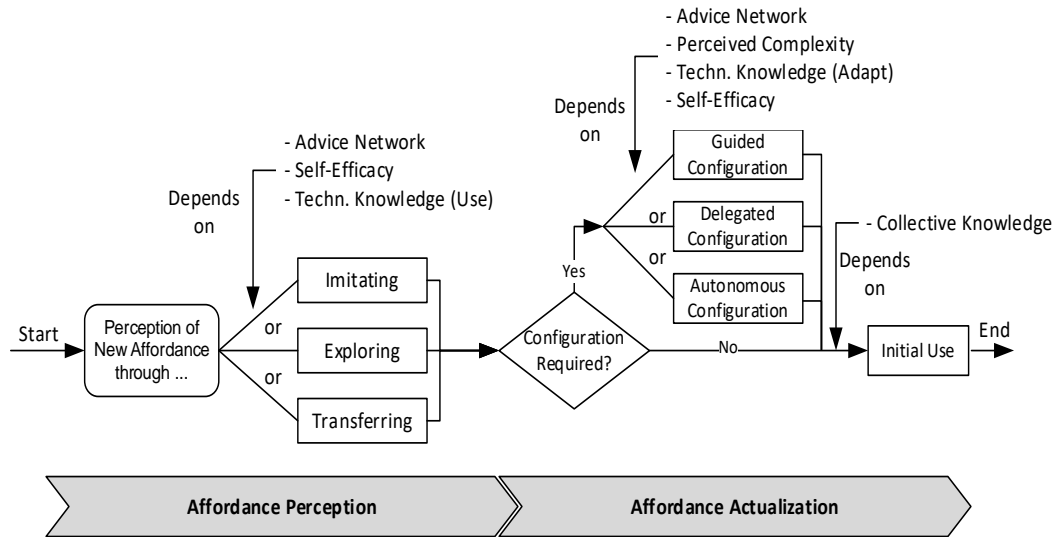 - Advice Network
- Perceived Complexity
- Techn. Knowledge (Adapt)
- Self-Efficacy
Depends
on
- Advice Network
- Self-Efficacy
- Techn. Knowledge (Use)
Depends
on
Guided
Configuration
or
Delegated
Configuration
or
Autonomous
Configuration
- Collective Knowledge
Depends
on
Start
Perception of
New Affordance
through ...
or
or
Imitating
Exploring
Transferring
Configuration
Required?
Yes
No
Initial Use
End
Affordance Perception
Affordance Actualization